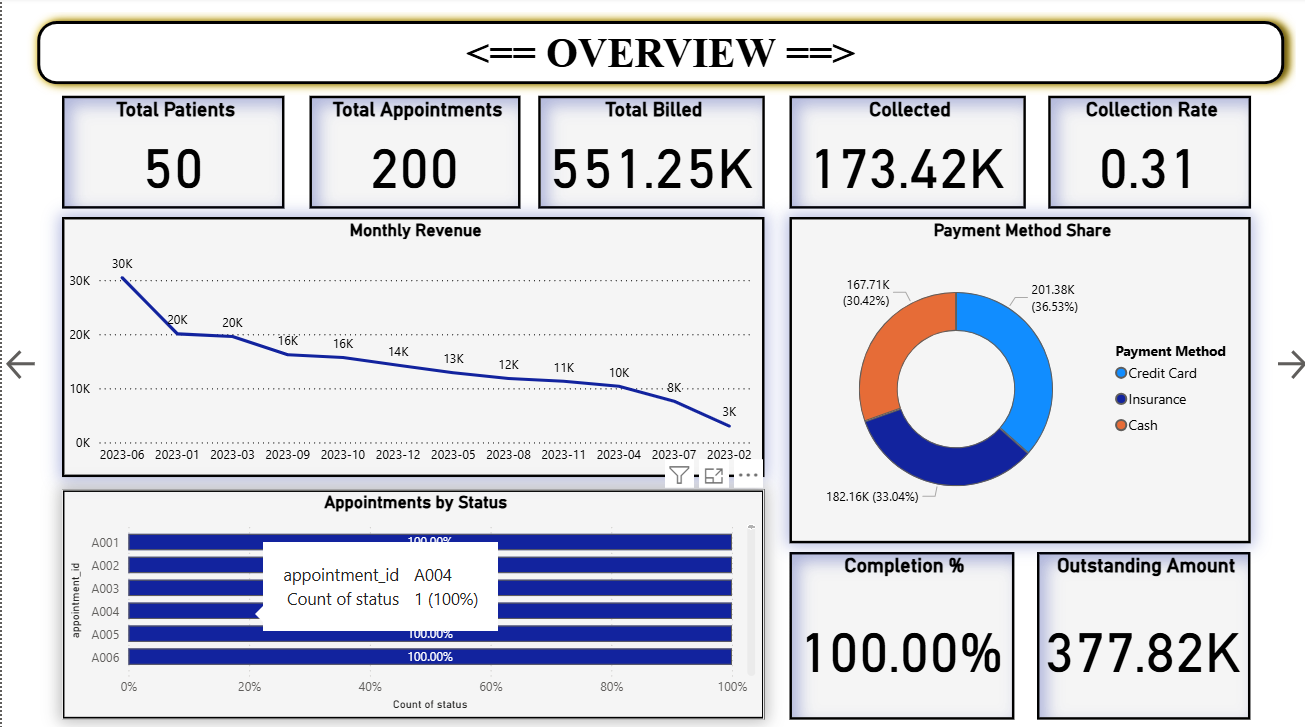 <== OVERVIEW ==>
Total Patients
50
Total Appointments
200
Total Billed
551.25K
Collected
173.42K
Collection Rate
0.31
Monthly Revenue
30K
20K
10K
0K
30K
20K
20K
16K
16K
14K
13K
12K
11K
10K
8K
3K
2023-06 2023-01 2023-03 2023-09 2023-10 2023-12 2023-05 2023-08 2023-11 2023-04 2023-07 2023-02
Payment Method Share
167.71K
(30.42%)
201.38K
(36.53%)
182.16K (33.04%)
Payment Method
Credit Card
Insurance
Cash
Appointments by Status
appointment_id
A001
A002
A003
A004
A005
A006
100.00%
appointment_id A004
Count of status 1 (100%)
100.00%
100.00%
0% 20% 40% 60% 80% 100%
Count of status
Completion %
100.00%
Outstanding Amount
377.82K